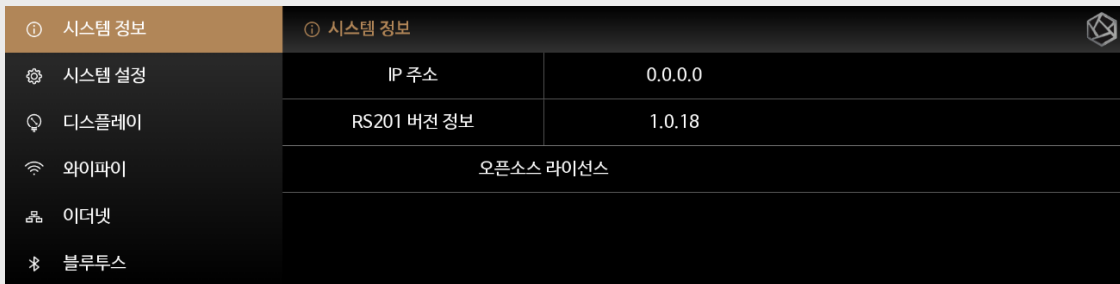 시스템 정보
시스템 설정
디스플레이
와이파이
이더넷
블루투스
시스템 정보
IP 주소 0.0.0.0
RS201 버전 정보 1.0.18
오픈소스 라이선스